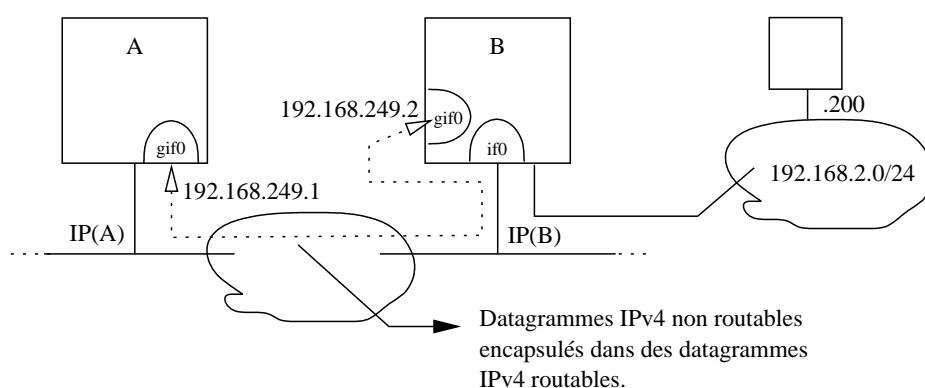 A
B
192.168.249.2
gif0
.200
gif0
if0
192.168.2.0/24
192.168.249.1
IP(A)
IP(B)
Datagrammes IPv4 non routables
encapsulés dans des datagrammes
IPv4 routables.